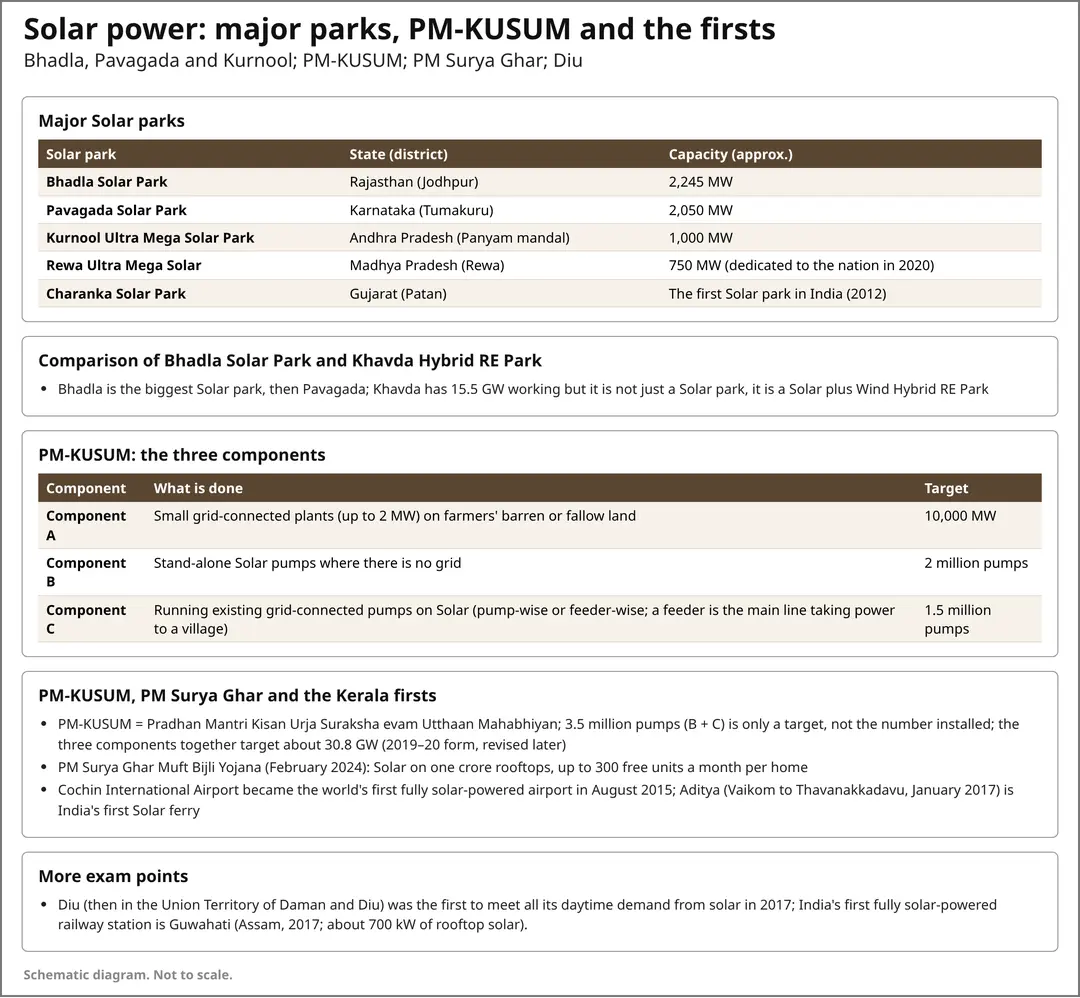 Solar power: major parks, PM-KUSUM and the firsts
Bhadla, Pavagada and Kurnool; PM-KUSUM; PM Surya Ghar; Diu
Major Solar parks
Solar park State (district) Capacity (approx.)
Bhadla Solar Park Rajasthan (Jodhpur) 2,245 MW
Pavagada Solar Park Karnataka (Tumakuru) 2,050 MW
Kurnool Ultra Mega Solar Park Andhra Pradesh (Panyam mandal) 1,000 MW
Rewa Ultra Mega Solar Madhya Pradesh (Rewa) 750 MW (dedicated to the nation in 2020)
Charanka Solar Park Gujarat (Patan) The first Solar park in India (2012)
Comparison of Bhadla Solar Park and Khavda Hybrid RE Park
• Bhadla is the biggest Solar park, then Pavagada; Khavda has 15.5 GW working but it is not just a Solar park, it is a Solar plus Wind Hybrid RE Park
PM-KUSUM: the three components
Component What is done Target
Component A Small grid-connected plants (up to 2 MW) on farmers' barren or fallow land 10,000 MW
Component B Stand-alone Solar pumps where there is no grid 2 million pumps
Component C Running existing grid-connected pumps on Solar (pump-wise or feeder-wise; a feeder is the main line taking power to a village) 1.5 million pumps
PM-KUSUM, PM Surya Ghar and the Kerala firsts
• PM-KUSUM = Pradhan Mantri Kisan Urja Suraksha evam Utthaan Mahabhiyan; 3.5 million pumps (B + C) is only a target, not the number installed; the
three components together target about 30.8 GW (2019–20 form, revised later)
• PM Surya Ghar Muft Bijli Yojana (February 2024): Solar on one crore rooftops, up to 300 free units a month per home
• Cochin International Airport became the world's first fully solar-powered airport in August 2015; Aditya (Vaikom to Thavanakkadavu, January 2017) is
India's first Solar ferry
More exam points
• Diu (then in the Union Territory of Daman and Diu) was the first to meet all its daytime demand from solar in 2017; India's first fully solar-powered
railway station is Guwahati (Assam, 2017; about 700 kW of rooftop solar).
Schematic diagram. Not to scale.